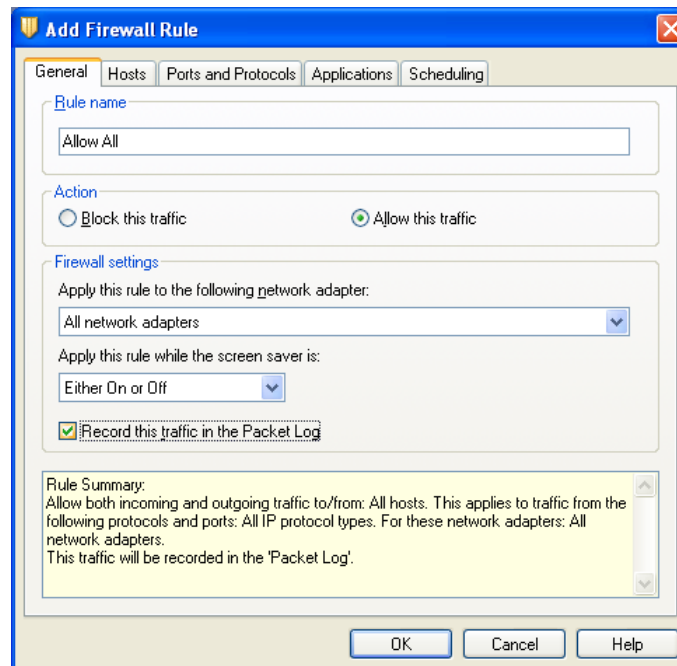 Add Firewall Rule
General Hosts Ports and Protocols Applications Scheduling
Rule name
Allow All
Action
Block this traffic Allow this traffic
Firewall settings
Apply this rule to the following network adapter:
All network adapters
Apply this rule while the screen saver is:
Either On or Off
Record this traffic in the Packet Log
Rule Summary:
Allow both incoming and outgoing traffic to/from: All hosts. This applies to traffic from the
following protocols and ports: All IP protocol types. For these network adapters: All
network adapters.
This traffic will be recorded in the 'Packet Log'.
OK Cancel Help